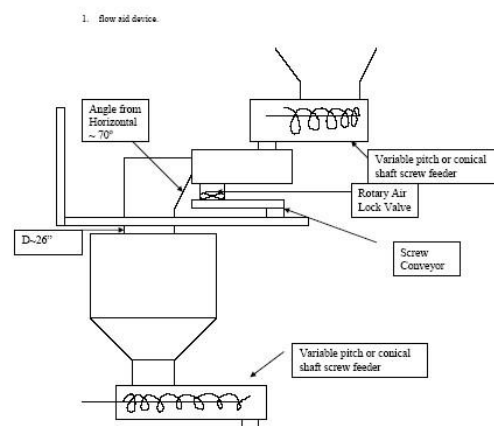 1. flow aid device.
Angle from
Horizontal
~ 70°
Variable pitch or conical
shaft screw feeder
Rotary Air
Lock Valve
D~26"
Screw
Conveyor
Variable pitch or conical
shaft screw feeder